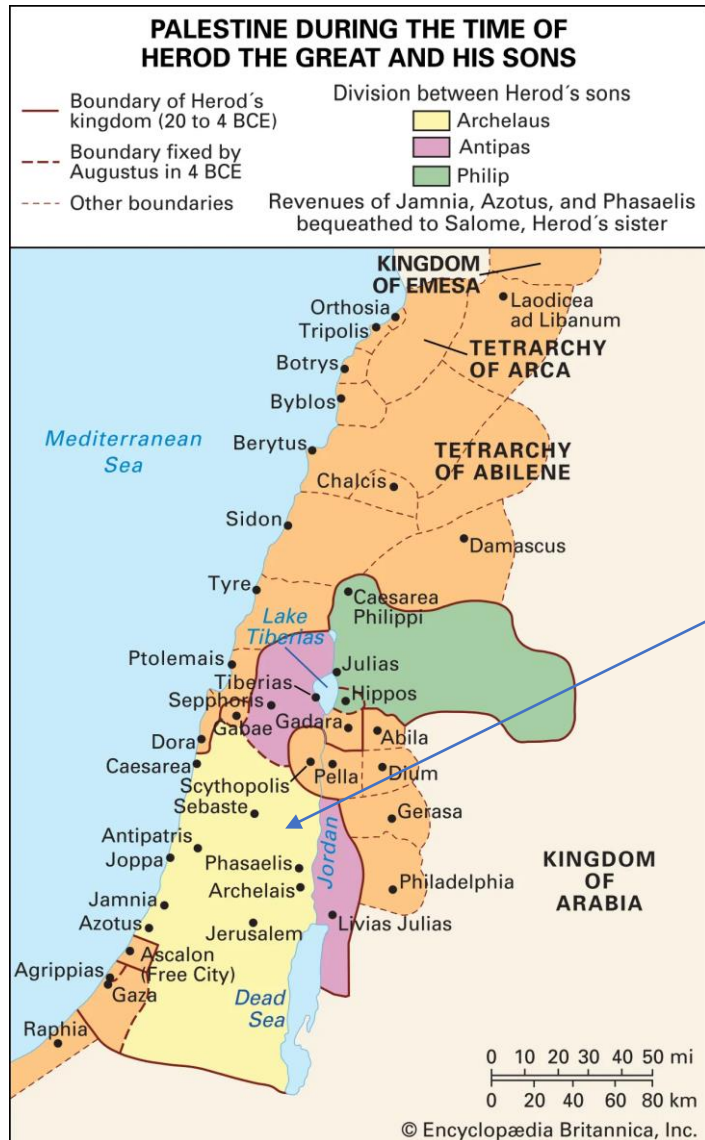 PALESTINE DURING THE TIME OF
HEROD THE GREAT AND HIS SONS
Boundary of Herod's
kingdom (20 to 4 BCE)
Boundary fixed by
Augustus in 4 BCE
Other boundaries
Division between Herod's sons
Archelaus
Antipas
Philip
Revenues of Jamnia, Azotus, and Phasaelis
bequeathed to Salome, Herod's sister
KINGDOM
OF EMESA
Laodicea
ad Libanum
Orthosia
Tripolis
TETRARCHY
OF ARCA
Botrys
Byblos
Mediterranean
Sea
Berytus
TETRARCHY
OF ABILENE
Chalcis
Sidon
Damascus
Tyre
Caesarea
Philippi
Lake
Tiberias
Ptolemais
Julias
Tiberias
Hippos
Sepphoris
Gadara
Gabae
Abila
Dora
Caesarea
Scythopolis
Pella
Dium
Sebaste
Gerasa
Jordan
Antipatris
Joppa
Phasaelis
Archelais
KINGDOM
OF
ARABIA
Philadelphia
Jamnia
Azotus
Livias Julias
Jerusalem
Ascalon
(Free City)
Agrippias
Gaza
Dead
Sea
Raphia
0 10 20 30 40 50 mi
0 20 40 60 80 km
© Encyclopædia Britannica, Inc.